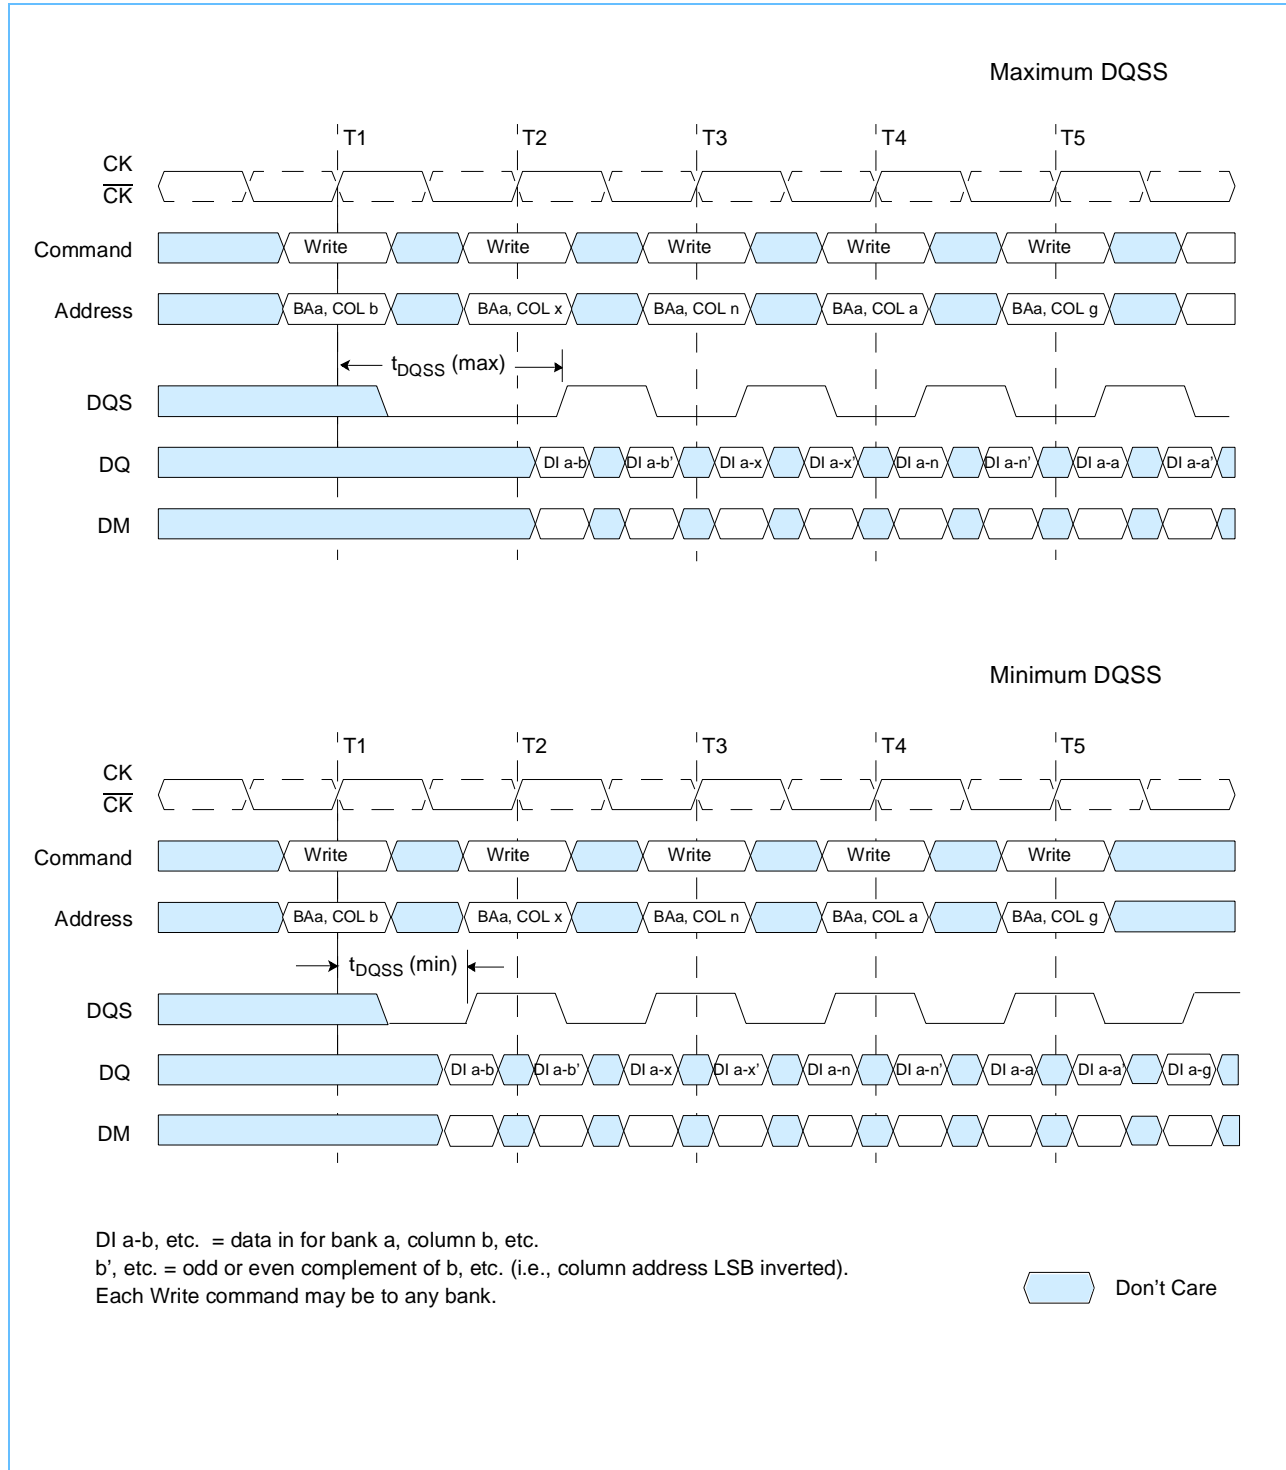 Maximum DQSS
T1 T2 T3 T4 T5
CK
CK
Command Write Write Write Write Write
Address BAa, COL b BAa, COL x BAa, COL n BAa, COL a BAa, COL g
tDQSS (max)
DQS
DQ DI a-b DI a-b’ DI a-x DI a-x’ DI a-n DI a-n’ DI a-a DI a-a’
DM
Minimum DQSS
T1 T2 T3 T4 T5
CK
CK
Command Write Write Write Write Write
Address BAa, COL b BAa, COL x BAa, COL n BAa, COL a BAa, COL g
tDQSS (min)
DQS
DQ DI a-b DI a-b’ DI a-x DI a-x’ DI a-n DI a-n’ DI a-a DI a-a’ DI a-g
DM
DI a-b, etc. = data in for bank a, column b, etc.
b’, etc. = odd or even complement of b, etc. (i.e., column address LSB inverted).
Each Write command may be to any bank.
Don't Care